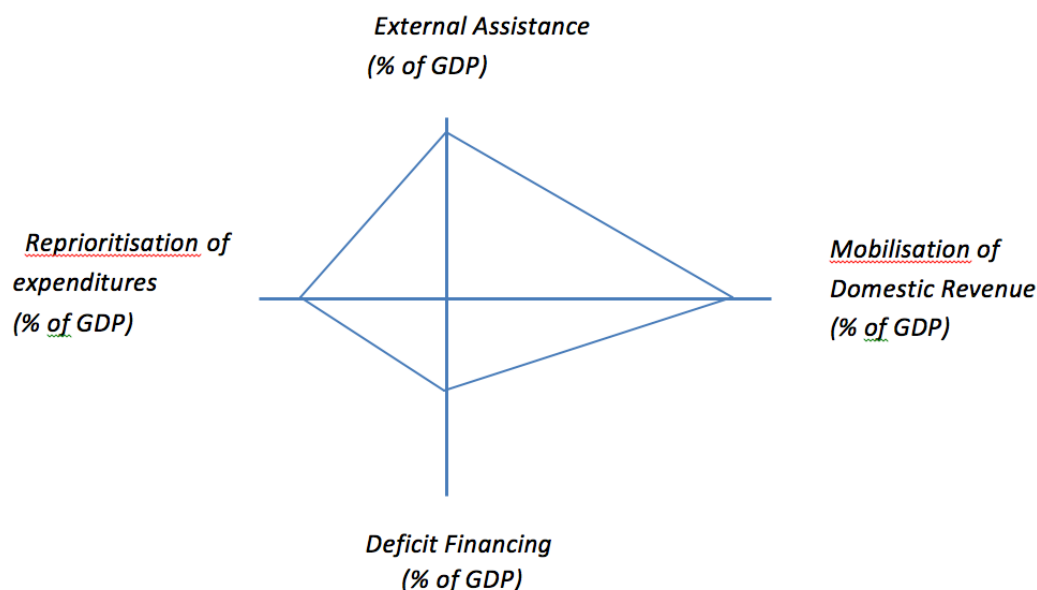 External Assistance
(% of GDP)
Reprioritisation of
expenditures
(% of GDP)
Mobilisation of
Domestic Revenue
(% of GDP)
Deficit Financing
(% of GDP)